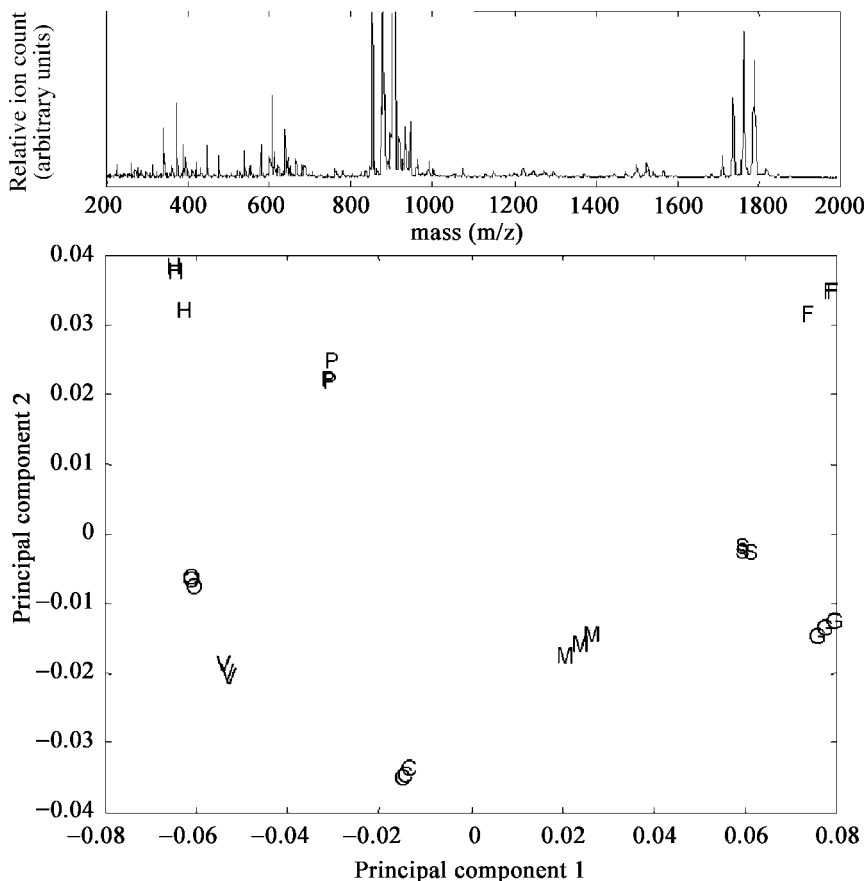 Relative ion count
(arbitrary units)
200 400 600 800 1000 1200 1400 1600 1800 2000
mass (m/z)
0.04
0.03
0.02
0.01
0
−0.01
−0.02
−0.03
−0.04
Principal component 2
H
H
H
F
F
F
P
P
P
S
S
S
O
O
O
G
G
G
M M M
V
V
V
C
C
C
−0.08 −0.06 −0.04 −0.02 0 0.02 0.04 0.06 0.08
Principal component 1